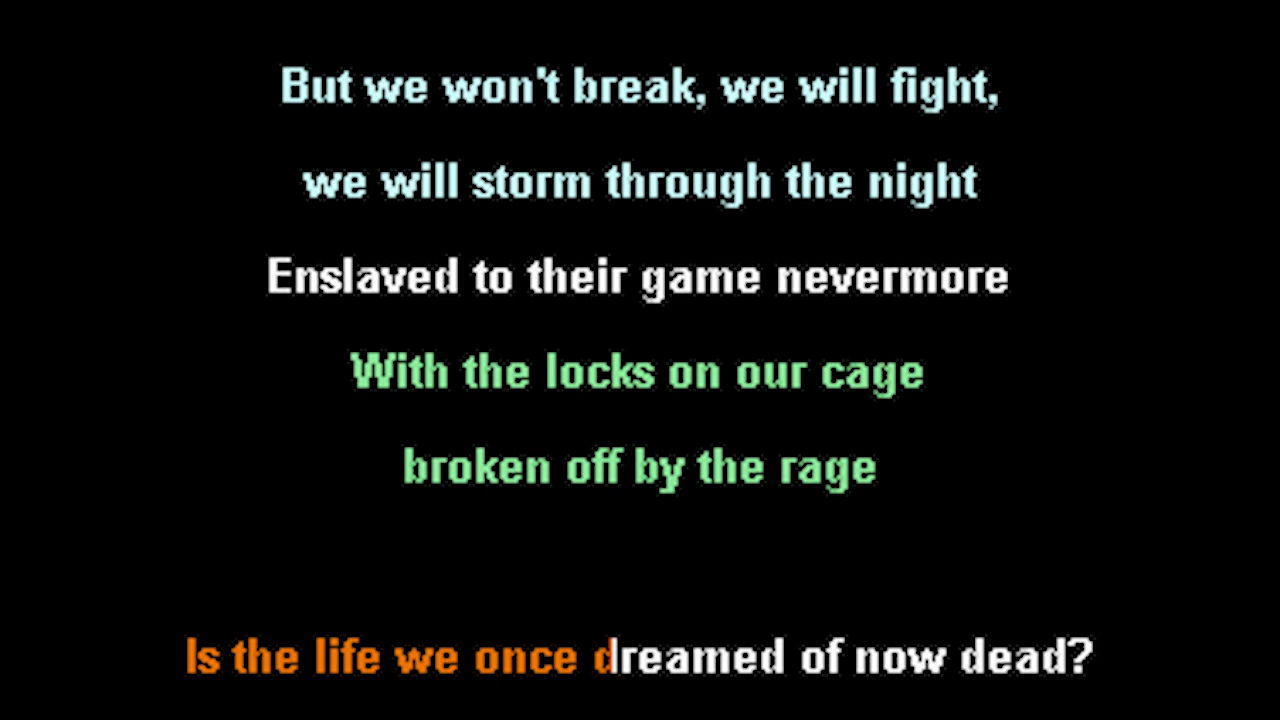 But we won't break, we will fight,
we will storm through the night
Enslaved to their game nevermore
With the locks on our cage
broken off by the rage
Is the life we once dreamed of now dead?